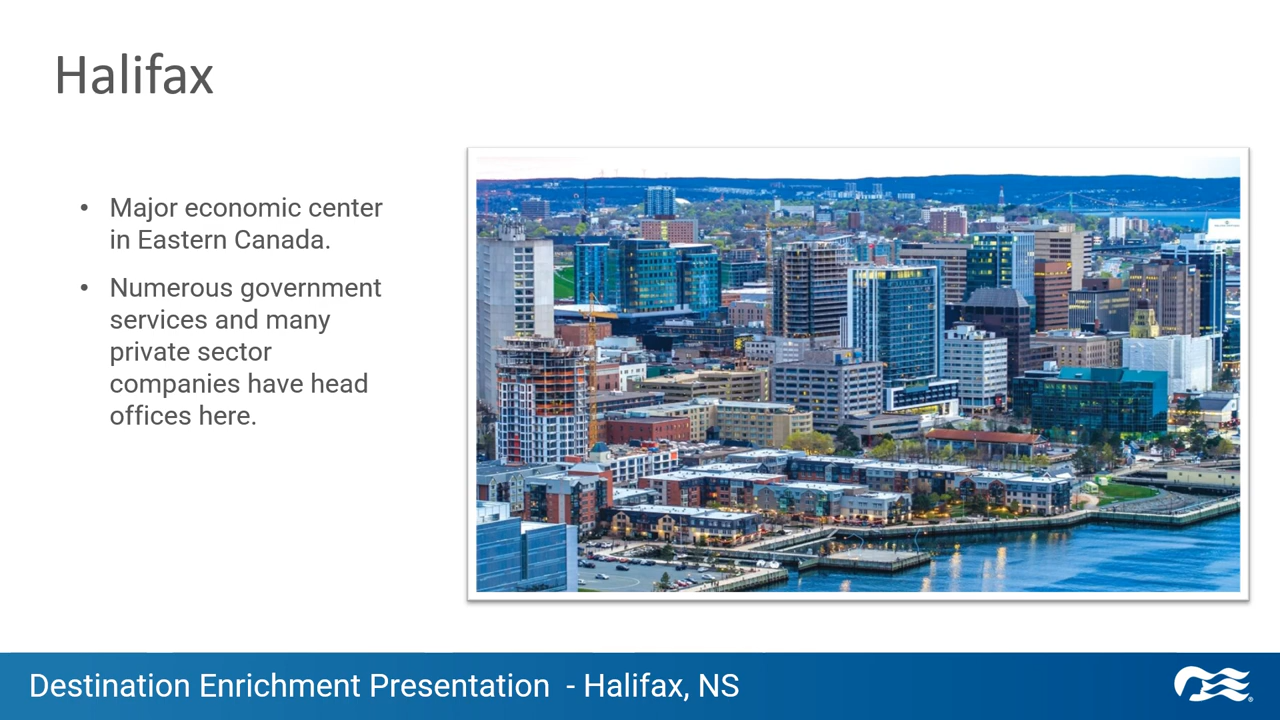 Halifax
• Major economic center
in Eastern Canada.
• Numerous government
services and many
private sector
companies have head
offices here.
Destination Enrichment Presentation - Halifax, NS